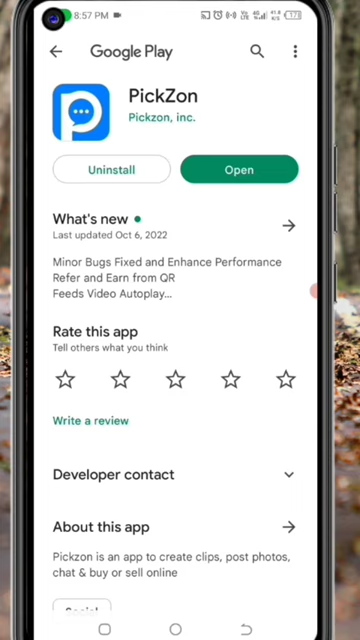 8:57 PM
Google Play
PickZon
Pickzon, inc.
Uninstall
Open
What's new
Last updated Oct 6, 2022
Minor Bugs Fixed and Enhance Performance
Refer and Earn from QR
Feeds Video Autoplay...
Rate this app
Tell others what you think
Write a review
Developer contact
About this app
Pickzon is an app to create clips, post photos,
chat & buy or sell online
Social